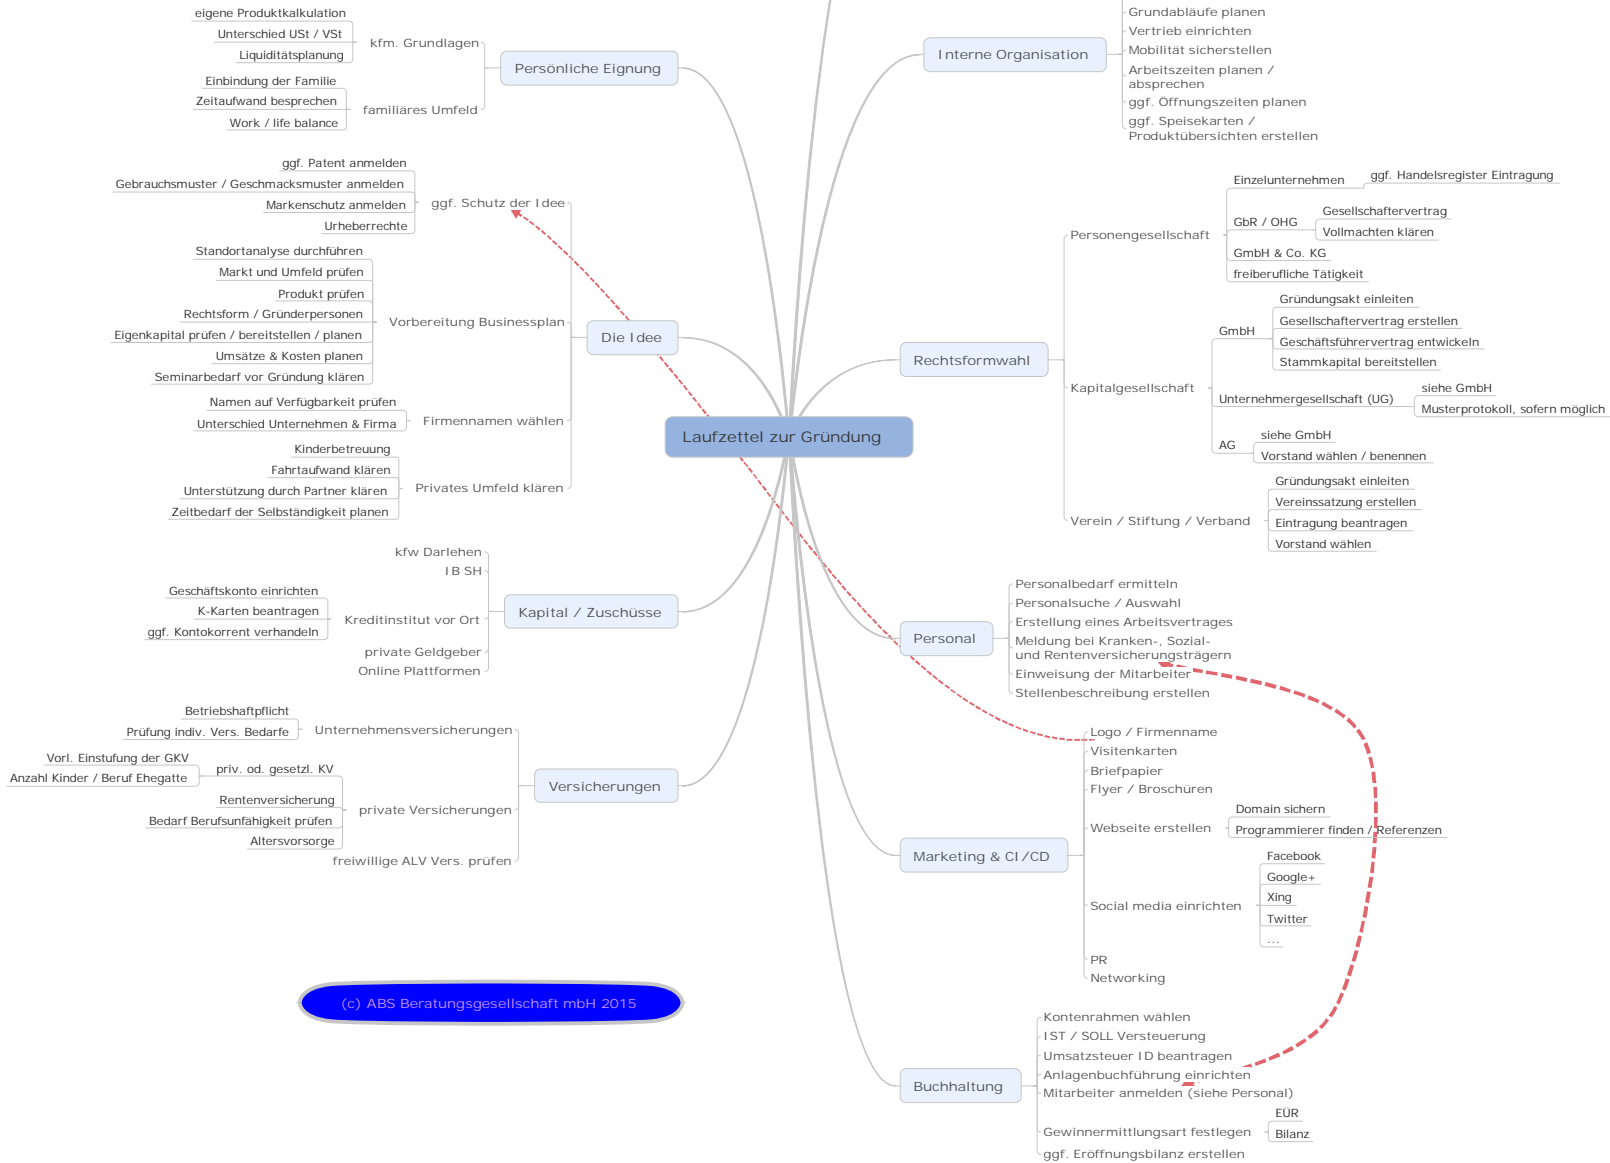 eigene Produktkalkulation
Unterschied USt / VSt
Liquiditätsplanung
kfm. Grundlagen
Einbindung der Familie
Zeitaufwand besprechen
Work / life balance
familiäres Umfeld
Persönliche Eignung
ggf. Patent anmelden
Gebrauchsmuster / Geschmacksmuster anmelden
Markenschutz anmelden
Urheberrechte
ggf. Schutz der Idee
Standortanalyse durchführen
Markt und Umfeld prüfen
Produkt prüfen
Rechtsform / Gründerpersonen
Eigenkapital prüfen / bereitstellen / planen
Umsätze & Kosten planen
Seminarbedarf vor Gründung klären
Vorbereitung Businessplan
Namen auf Verfügbarkeit prüfen
Unterschied Unternehmen & Firma
Firmennamen wählen
Kinderbetreuung
Fahrtaufwand klären
Unterstützung durch Partner klären
Zeitbedarf der Selbständigkeit planen
Privates Umfeld klären
Die Idee
kfw Darlehen
IB SH
Geschäftskonto einrichten
K-Karten beantragen
ggf. Kontokorrent verhandeln
Kreditinstitut vor Ort
private Geldgeber
Online Plattformen
Kapital / Zuschüsse
Betriebshaftpflicht
Prüfung indiv. Vers. Bedarfe
Unternehmensversicherungen
Vorl. Einstufung der GKV
Anzahl Kinder / Beruf Ehegatte
priv. od. gesetzl. KV
Rentenversicherung
Bedarf Berufsunfähigkeit prüfen
Altersvorsorge
private Versicherungen
freiwillige ALV Vers. prüfen
Versicherungen
(c) ABS Beratungsgesellschaft mbH 2015
Laufzettel zur Gründung
Interne Organisation
Grundabläufe planen
Vertrieb einrichten
Mobilität sicherstellen
Arbeitszeiten planen /
absprechen
ggf. Öffnungszeiten planen
ggf. Speisekarten /
Produktübersichten erstellen
Rechtsformwahl
Personengesellschaft
Einzelunternehmen
ggf. Handelsregister Eintragung
GbR / OHG
Gesellschaftervertrag
Vollmachten klären
GmbH & Co. KG
freiberufliche Tätigkeit
Kapitalgesellschaft
GmbH
Gründungsakt einleiten
Gesellschaftervertrag erstellen
Geschäftsführervertrag entwickeln
Stammkapital bereitstellen
Unternehmergesellschaft (UG)
siehe GmbH
Musterprotokoll, sofern möglich
AG
siehe GmbH
Vorstand wählen / benennen
Verein / Stiftung / Verband
Gründungsakt einleiten
Vereinssatzung erstellen
Eintragung beantragen
Vorstand wählen
Personal
Personalbedarf ermitteln
Personalsuche / Auswahl
Erstellung eines Arbeitsvertrages
Meldung bei Kranken-, Sozial-
und Rentenversicherungsträgern
Einweisung der Mitarbeiter
Stellenbeschreibung erstellen
Marketing & CI/CD
Logo / Firmenname
Visitenkarten
Briefpapier
Flyer / Broschüren
Webseite erstellen
Domain sichern
Programmierer finden / Referenzen
Social media einrichten
Facebook
Google+
Xing
Twitter
...
PR
Networking
Buchhaltung
Kontenrahmen wählen
IST / SOLL Versteuerung
Umsatzsteuer ID beantragen
Anlagenbuchführung einrichten
Mitarbeiter anmelden (siehe Personal)
Gewinnermittlungsart festlegen
EÜR
Bilanz
ggf. Eröffnungsbilanz erstellen